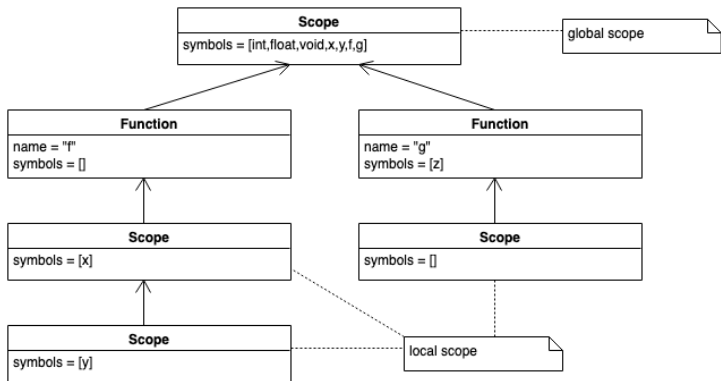 Scope
symbols = [int,float,void,x,y,f,g]
global scope
Function
name = "f"
symbols = []
Function
name = "g"
symbols = [z]
Scope
symbols = [x]
Scope
symbols = []
Scope
symbols = [y]
local scope